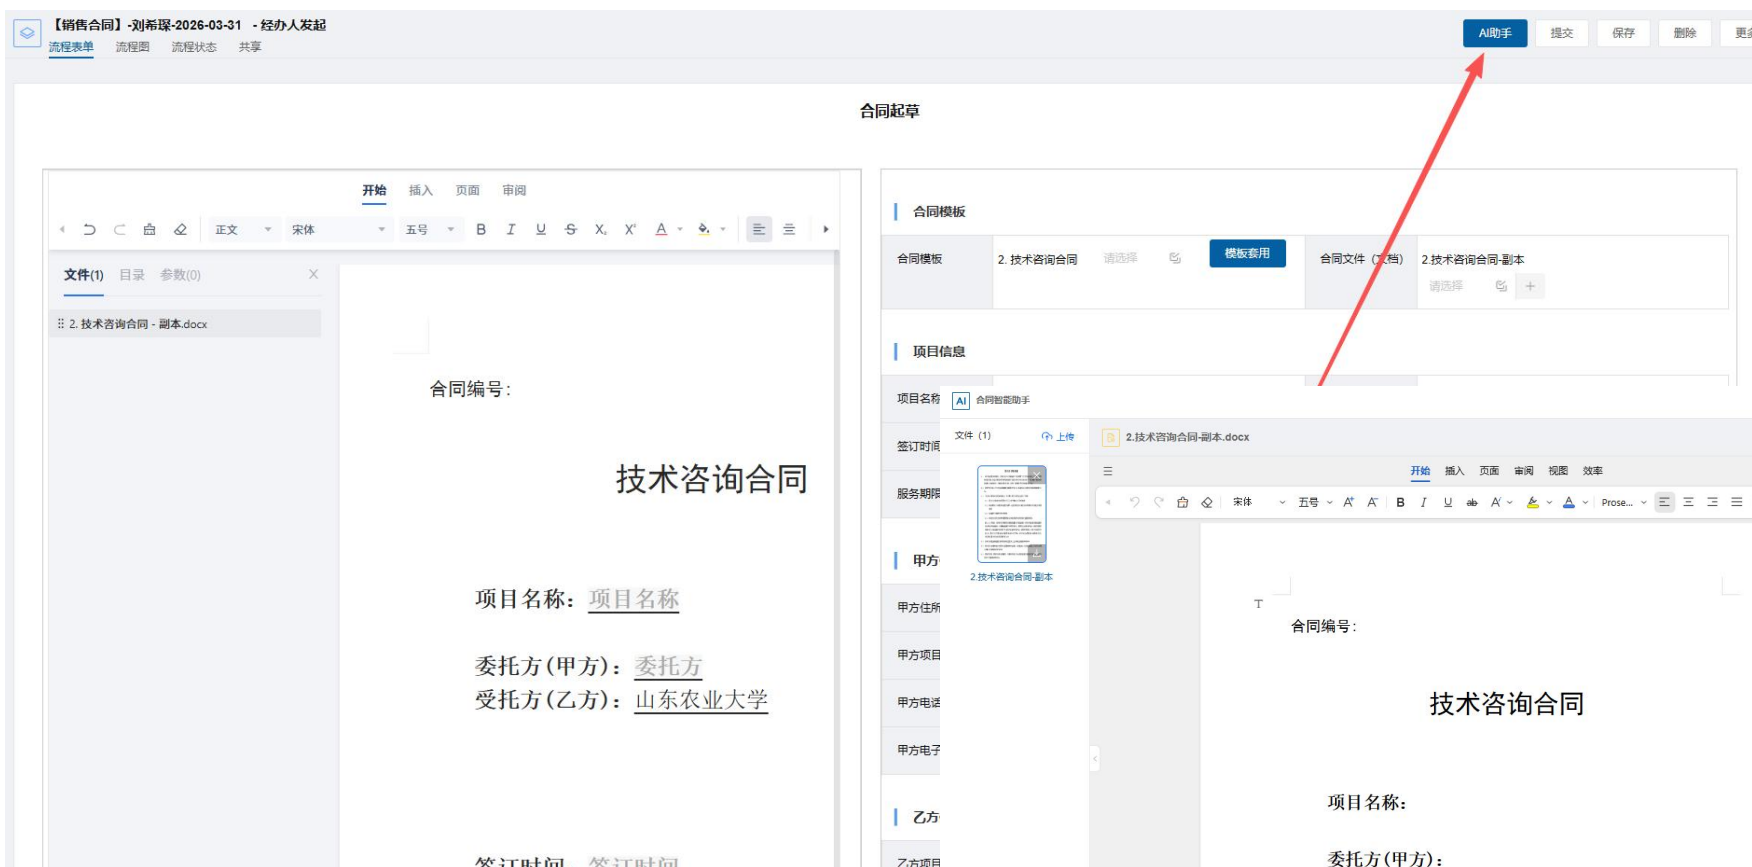 【销售合同】-刘希琛-2026-03-31 - 经办人发起
流程表单 流程图 流程状态 共享
AI助手 提交 保存 删除
合同起草
开始 插入 页面 审阅
正文 宋体 五号 B I U S X X A
文件(1) 目录 参数(0)
2. 技术咨询合同 - 副本.docx
合同编号:
技术咨询合同
项目名称: 项目名称
委托方(甲方): 委托方
受托方(乙方): 山东农业大学
签订时间 签订时间
合同模板
合同模板 2. 技术咨询合同 请选择 模板套用 合同文件 (文档) 2.技术咨询合同-副本
请选择
项目信息
项目名称
签订时间
服务期限
甲方
甲方住所
甲方项目
甲方电话
甲方电子
乙方
乙方项目
AI 合同智能助手
文件 (1) 上传
2.技术咨询合同-副本
2.技术咨询合同-副本.docx
开始 插入 页面 审阅 视图 效率
宋体 五号 A A B I U ab A A Prose...
合同编号:
技术咨询合同
项目名称:
委托方(甲方):